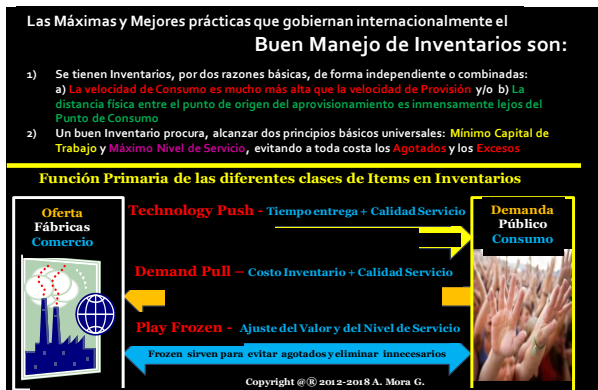 Las Máximas y Mejores prácticas que gobiernan internacionalmente el
Buen Manejo de Inventarios son:
1) Se tienen Inventarios, por dos razones básicas, de forma independiente o combinadas:
a) La velocidad de Consumo es mucho más alta que la velocidad de Provisión y/o b) La
distancia física entre el punto de origen del aprovisionamiento es inmensamente lejos del
Punto de Consumo
2) Un buen Inventario procura, alcanzar dos principios básicos universales: Mínimo Capital de
Trabajo y Máximo Nivel de Servicio, evitando a toda costa los Agotados y los Excesos
Función Primaria de las diferentes clases de Items en Inventarios
Oferta
Fábricas
Comercio
Technology Push - Tiempo entrega + Calidad Servicio
Demand Pull – Costo Inventario + Calidad Servicio
Play Frozen - Ajuste del Valor y del Nivel de Servicio
Frozen sirven para evitar agotados y eliminar innecesarios
Demanda
Público
Consumo
Copyright @® 2012-2018 A. Mora G.